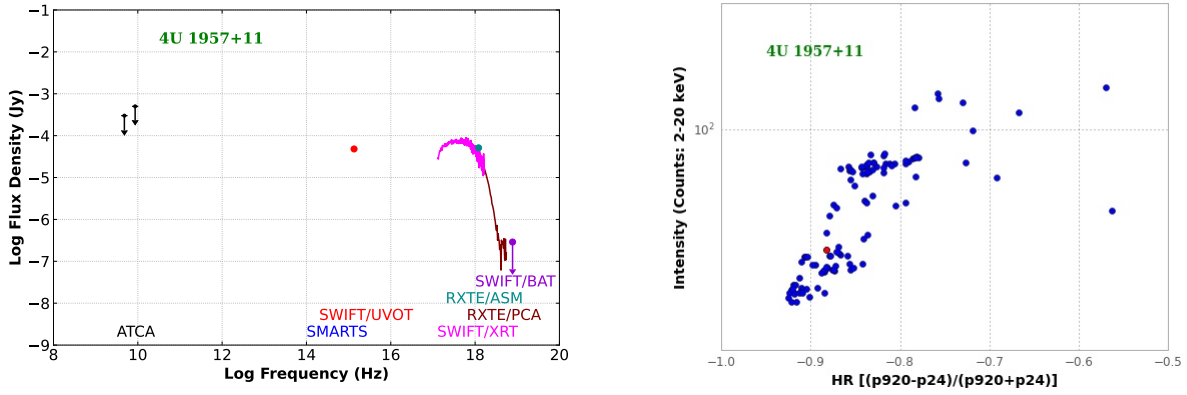 −1
−2
−3
−4
−5
−6
−7
−8
−9
Log Flux Density (Jy)
4U 1957+11
SWIFT/BAT
RXTE/ASM
SWIFT/UVOT
RXTE/PCA
ATCA
SMARTS
SWIFT/XRT
8 10 12 14 16 18 20
Log Frequency (Hz)
4U 1957+11
10²
Intensity (Counts: 2-20 keV)
−1.0 −0.9 −0.8 −0.7 −0.6 −0.5
HR [(p920-p24)/(p920+p24)]